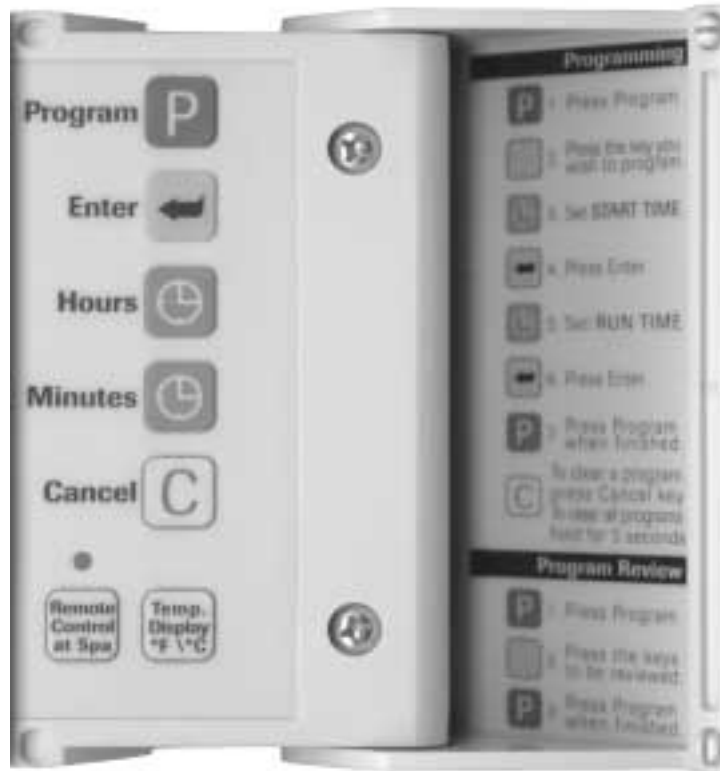 Program P
Enter
Hours
Minutes
Cancel C
Remote
Control
at Spa
Temp.
Display
°F \°C
Programming
P 1. Press Program
2. Press the key you
wish to program
3. Set START TIME
4. Press Enter
5. Set RUN TIME
6. Press Enter
P 7. Press Program
when finished
To clear a program
C press Cancel key
To clear all programs
hold for 5 seconds
Program Review
P 1. Press Program
2. Press the keys
to be reviewed
P 3. Press Program
when finished